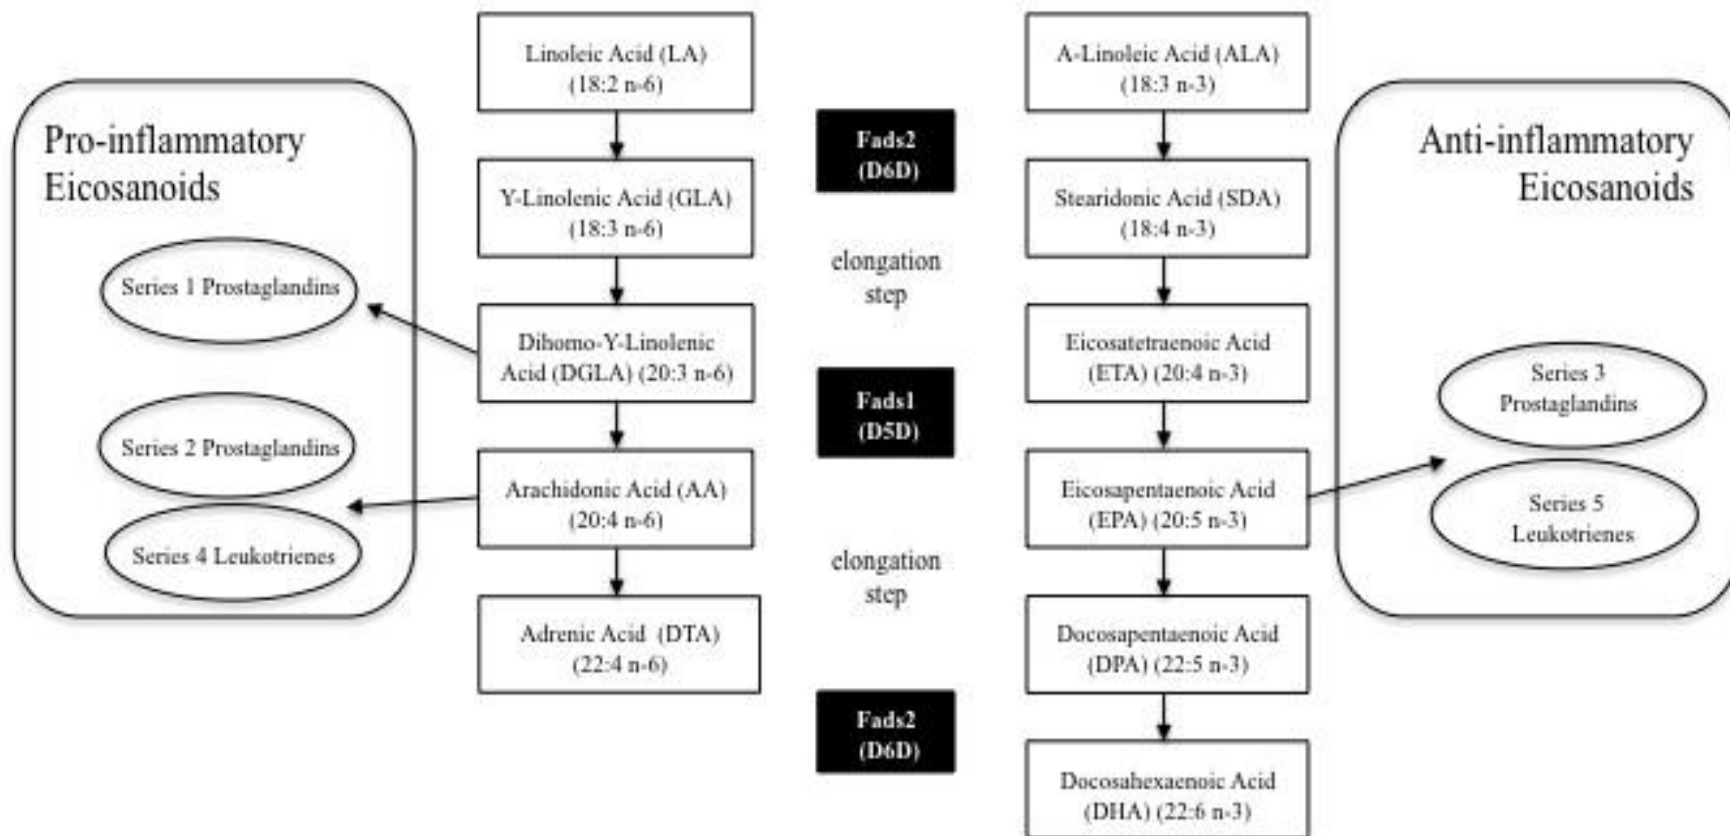 Pro-inflammatory
Eicosanoids
Series 1 Prostaglandins
Series 2 Prostaglandins
Series 4 Leukotrienes
Linoleic Acid (LA)
(18:2 n-6)
Y-Linolenic Acid (GLA)
(18:3 n-6)
Dihomo-Y-Linolenic
Acid (DGLA) (20:3 n-6)
Arachidonic Acid (AA)
(20:4 n-6)
Adrenic Acid (DTA)
(22:4 n-6)
Fads2
(D6D)
elongation
step
Fads1
(D5D)
elongation
step
Fads2
(D6D)
A-Linoleic Acid (ALA)
(18:3 n-3)
Stearidonic Acid (SDA)
(18:4 n-3)
Eicosatetraenoic Acid
(ETA) (20:4 n-3)
Eicosapentaenoic Acid
(EPA) (20:5 n-3)
Docosapentaenoic Acid
(DPA) (22:5 n-3)
Docosahexaenoic Acid
(DHA) (22:6 n-3)
Anti-inflammatory
Eicosanoids
Series 3
Prostaglandins
Series 5
Leukotrienes